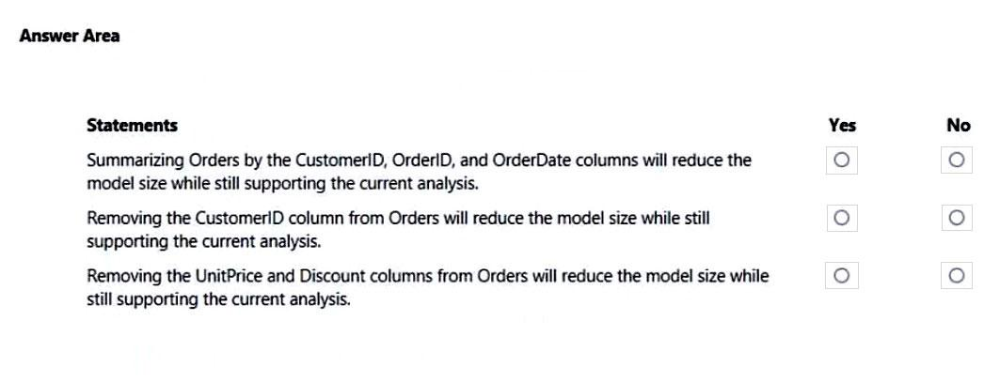 Answer Area
Statements Yes No
Summarizing Orders by the CustomerID, OrderID, and OrderDate columns will reduce the
model size while still supporting the current analysis.
Removing the CustomerID column from Orders will reduce the model size while still
supporting the current analysis.
Removing the UnitPrice and Discount columns from Orders will reduce the model size while
still supporting the current analysis.